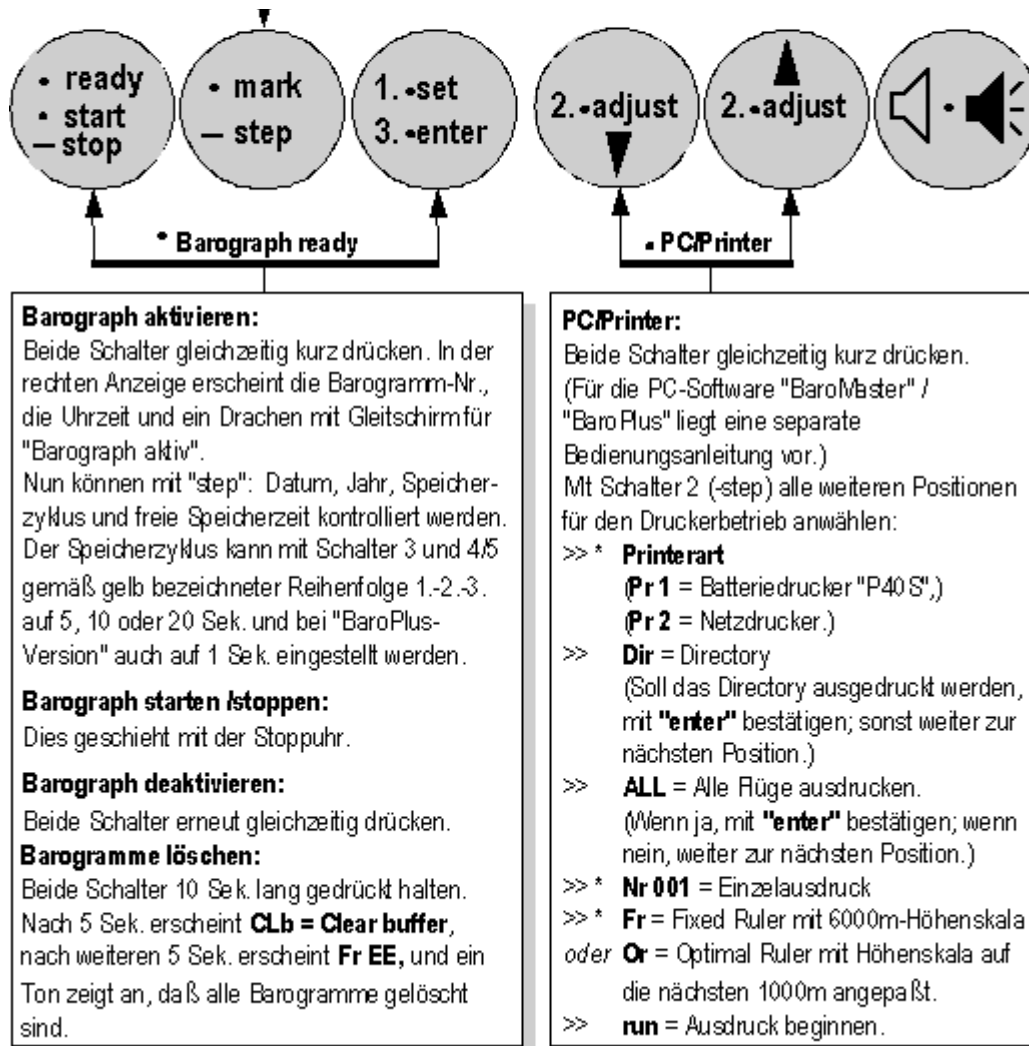 • ready
• start
— stop
• mark
— step
1. •set
3. •enter
2.•adjust
2.•adjust
• Barograph ready
• PC/Printer
Barograph aktivieren:
Beide Schalter gleichzeitig kurz drücken. In der
rechten Anzeige erscheint die Barogramm-Nr.,
die Uhrzeit und ein Drachen mit Gleitschirm für
"Barograph aktiv".
Nun können mit "step": Datum, Jahr, Speicher-
zyklus und freie Speicherzeit kontrolliert werden.
Der Speicherzyklus kann mit Schalter 3 und 4/5
gemäß gelb bezeichneter Reihenfolge 1.-2.-3.
auf 5, 10 oder 20 Sek. und bei "BaroPlus-
Version" auch auf 1 Sek. eingestellt werden.
Barograph starten /stoppen:
Dies geschieht mit der Stoppuhr.
Barograph deaktivieren:
Beide Schalter erneut gleichzeitig drücken.
Barogramme löschen:
Beide Schalter 10 Sek. lang gedrückt halten.
Nach 5 Sek. erscheint CLb = Clear buffer,
nach weiteren 5 Sek. erscheint Fr EE, und ein
Ton zeigt an, daß alle Barogramme gelöscht
sind.
PC/Printer:
Beide Schalter gleichzeitig kurz drücken.
(Für die PC-Software "BaroMaster" /
"BaroPlus" liegt eine separate
Bedienungsanleitung vor.)
Mit Schalter 2 (-step) alle weiteren Positionen
für den Druckerbetrieb anwählen:
>> * Printerart
(Pr 1 = Batteriedrucker "P40 S",)
(Pr 2 = Netzdrucker.)
>> Dir = Directory
(Soll das Directory ausgedruckt werden,
mit "enter" bestätigen; sonst weiter zur
nächsten Position.)
>> ALL = Alle Flüge ausdrucken.
(Wenn ja, mit "enter" bestätigen; wenn
nein, weiter zur nächsten Position.)
>> * Nr 001 = Einzelausdruck
>> * Fr = Fixed Ruler mit 6000m-Höhenskala
oder Or = Optimal Ruler mit Höhenskala auf
die nächsten 1000m angepaßt.
>> run = Ausdruck beginnen.